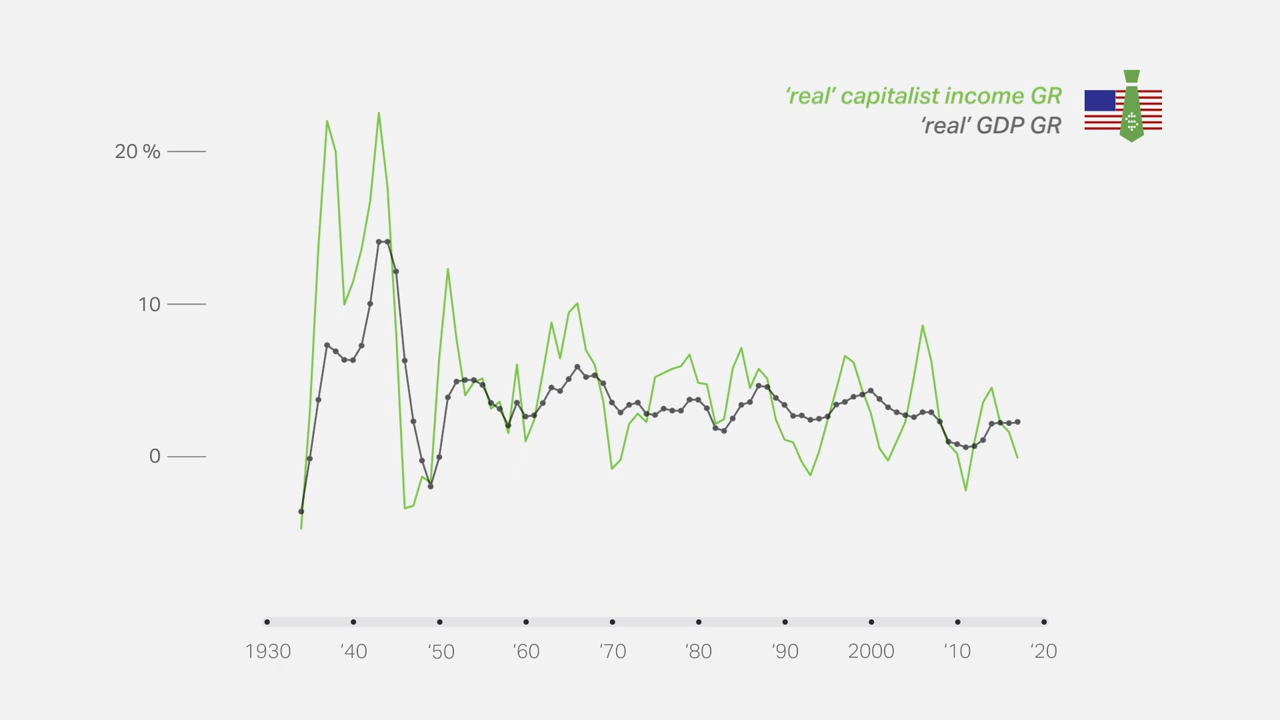 ‘real’ capitalist income GR
‘real’ GDP GR
20 %
10
0
1930 ‘40 ‘50 ‘60 ‘70 ‘80 ‘90 2000 ‘10 ‘20